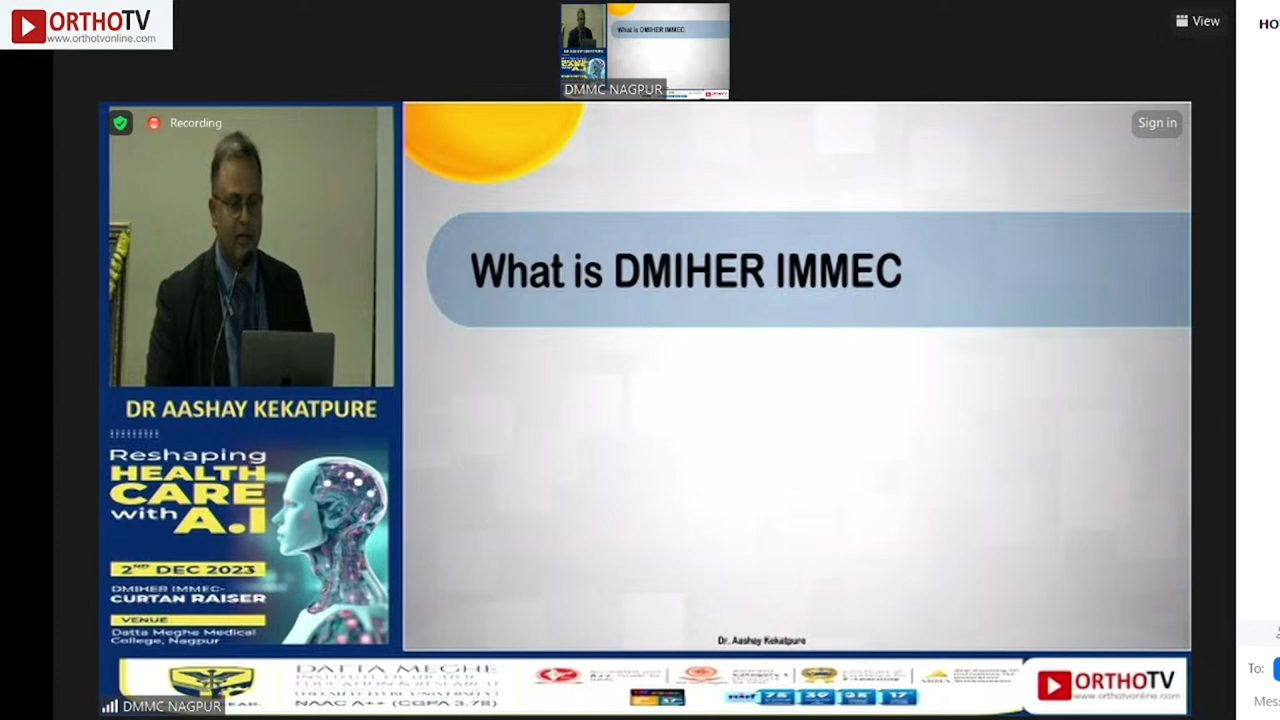 ORTHOTV
www.orthotvonline.com
What is DMIHER IMMEC
DMMC NAGPUR
View
HO
Recording
Sign in
What is DMIHER IMMEC
DR AASHAY KEKATPURE
Reshaping
HEALTH
CARE
with A.I
2ND DEC 2023
DMIHER IMMEC-
CURTAN RAISER
VENUE
Datta Meghe Medical
College, Nagpur
Dr. Aashay Kekatpure
DATTA MEGHE
NAAC A++ (CGPA 3.78)
ORTHOTV
www.orthotvonline.com
DMMC NAGPUR
To:
Mess